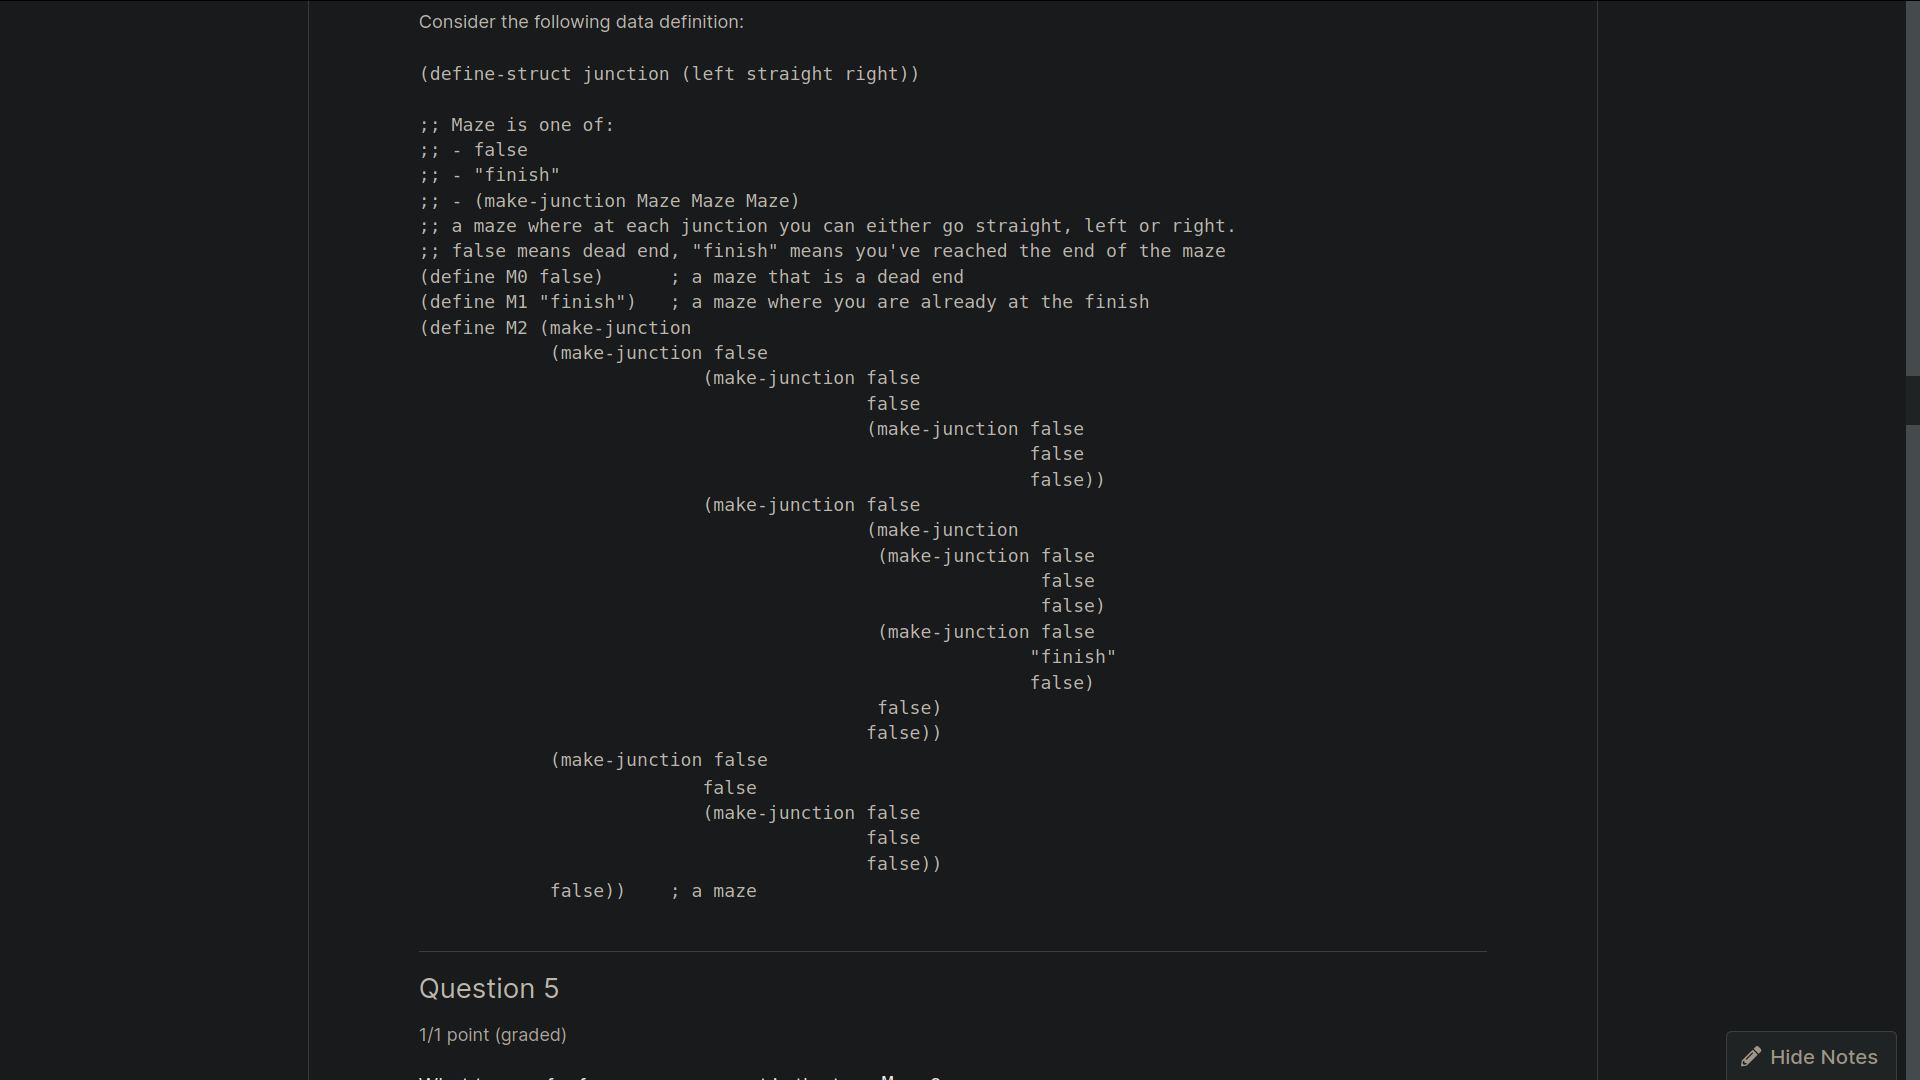 Consider the following data definition:
(define-struct junction (left straight right))
;; Maze is one of:
;; - false
;; - "finish"
;; - (make-junction Maze Maze Maze)
;; a maze where at each junction you can either go straight, left or right.
;; false means dead end, "finish" means you've reached the end of the maze
(define M0 false)      ; a maze that is a dead end
(define M1 "finish")   ; a maze where you are already at the finish
(define M2 (make-junction
            (make-junction false
                          (make-junction false
                                         false
                                         (make-junction false
                                                        false
                                                        false))
                          (make-junction false
                                         (make-junction
                                          (make-junction false
                                                         false
                                                         false)
                                          (make-junction false
                                                        "finish"
                                                        false)
                                          false)
                                         false))
            (make-junction false
                          false
                          (make-junction false
                                         false
                                         false))
            false))    ; a maze
Question 5
1/1 point (graded)
Hide Notes